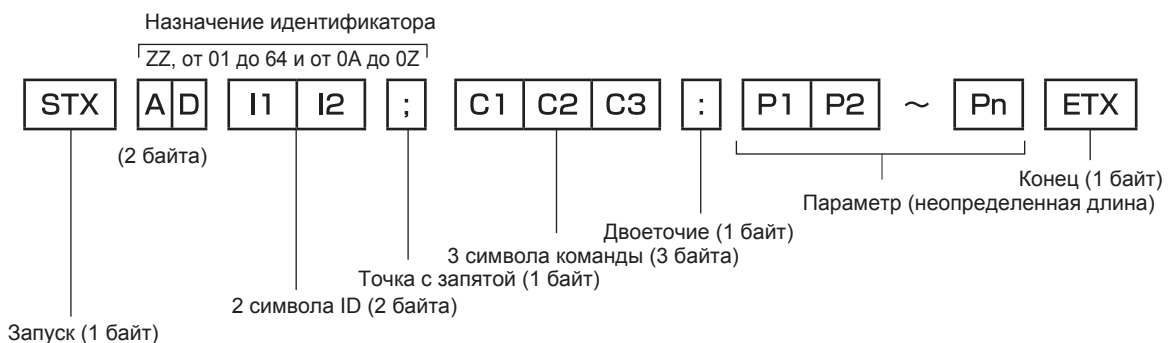 Назначение идентификатора
ZZ, от 01 до 64 и от 0A до 0Z
STX A D I1 I2 ; C1 C2 C3 : P1 P2 ~ Pn ETX
(2 байта)
Конец (1 байт)
Параметр (неопределенная длина)
Двоеточие (1 байт)
3 символа команды (3 байта)
Точка с запятой (1 байт)
2 символа ID (2 байта)
Запуск (1 байт)